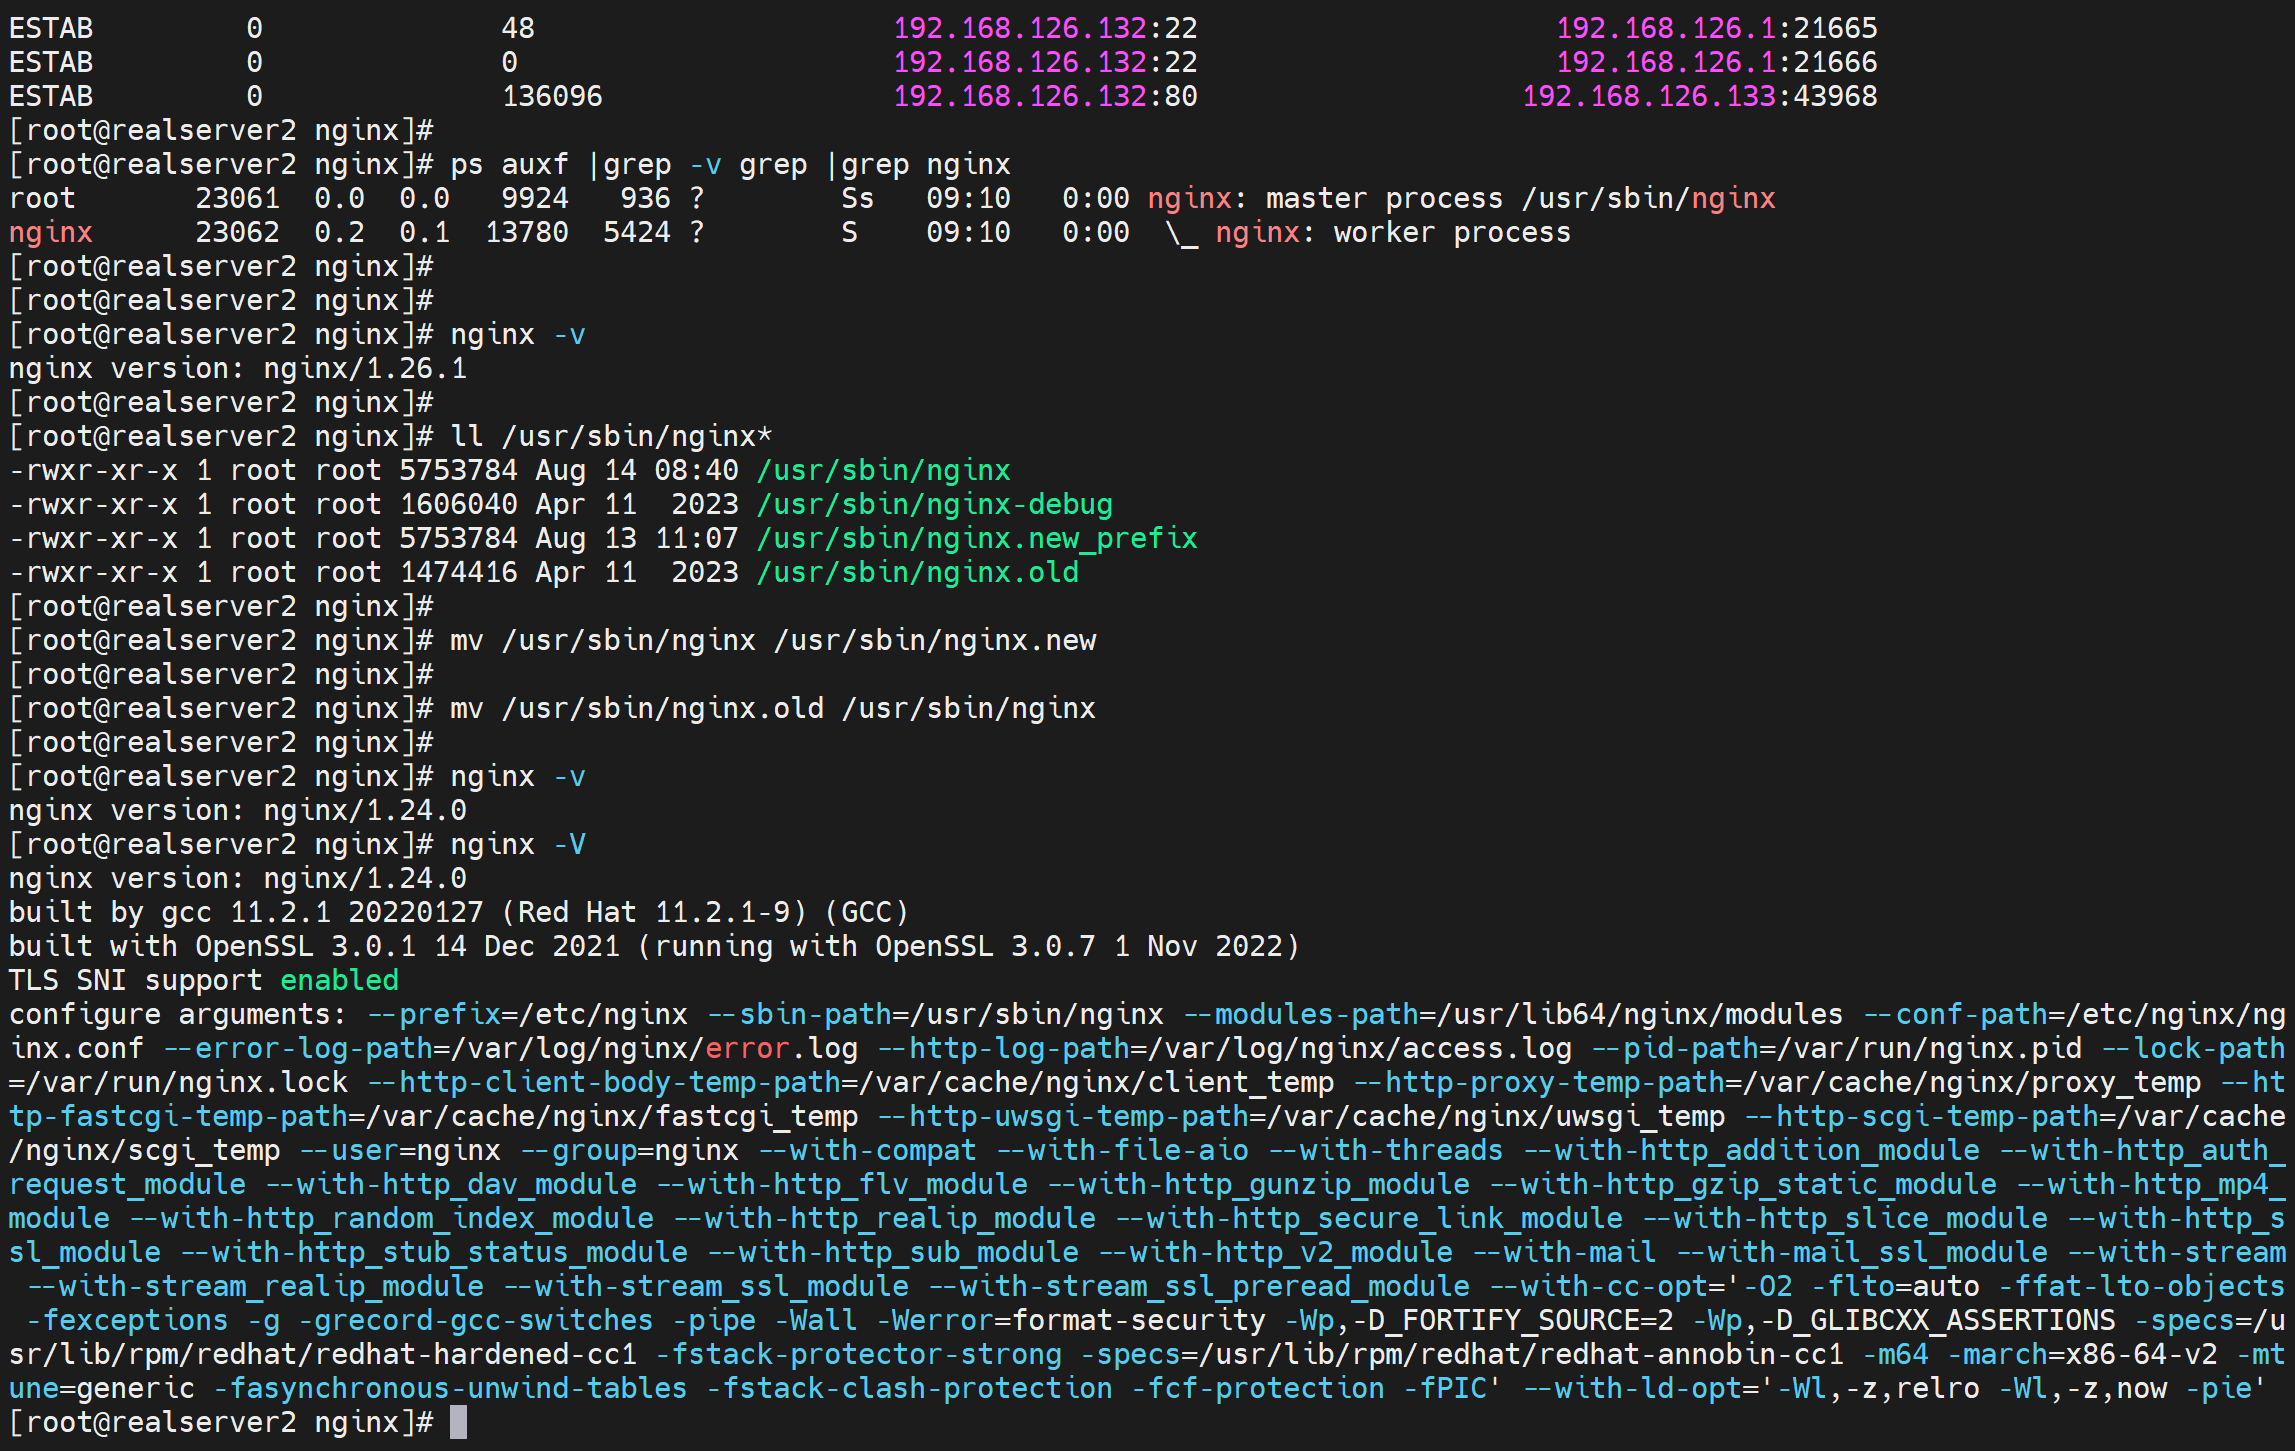 ESTAB         0              48                     192.168.126.132:22                     192.168.126.1:21665
ESTAB         0              0                      192.168.126.132:22                     192.168.126.1:21666
ESTAB         0              136096                 192.168.126.132:80                   192.168.126.133:43968
[root@realserver2 nginx]#
[root@realserver2 nginx]# ps auxf |grep -v grep |grep nginx
root       23061  0.0  0.0   9924   936 ?        Ss   09:10   0:00 nginx: master process /usr/sbin/nginx
nginx      23062  0.2  0.1  13780  5424 ?        S    09:10   0:00  \_ nginx: worker process
[root@realserver2 nginx]#
[root@realserver2 nginx]#
[root@realserver2 nginx]# nginx -v
nginx version: nginx/1.26.1
[root@realserver2 nginx]#
[root@realserver2 nginx]# ll /usr/sbin/nginx*
-rwxr-xr-x 1 root root 5753784 Aug 14 08:40 /usr/sbin/nginx
-rwxr-xr-x 1 root root 1606040 Apr 11  2023 /usr/sbin/nginx-debug
-rwxr-xr-x 1 root root 5753784 Aug 13 11:07 /usr/sbin/nginx.new_prefix
-rwxr-xr-x 1 root root 1474416 Apr 11  2023 /usr/sbin/nginx.old
[root@realserver2 nginx]#
[root@realserver2 nginx]# mv /usr/sbin/nginx /usr/sbin/nginx.new
[root@realserver2 nginx]#
[root@realserver2 nginx]# mv /usr/sbin/nginx.old /usr/sbin/nginx
[root@realserver2 nginx]#
[root@realserver2 nginx]# nginx -v
nginx version: nginx/1.24.0
[root@realserver2 nginx]# nginx -V
nginx version: nginx/1.24.0
built by gcc 11.2.1 20220127 (Red Hat 11.2.1-9) (GCC)
built with OpenSSL 3.0.1 14 Dec 2021 (running with OpenSSL 3.0.7 1 Nov 2022)
TLS SNI support enabled
configure arguments: --prefix=/etc/nginx --sbin-path=/usr/sbin/nginx --modules-path=/usr/lib64/nginx/modules --conf-path=/etc/nginx/ng
inx.conf --error-log-path=/var/log/nginx/error.log --http-log-path=/var/log/nginx/access.log --pid-path=/var/run/nginx.pid --lock-path
=/var/run/nginx.lock --http-client-body-temp-path=/var/cache/nginx/client_temp --http-proxy-temp-path=/var/cache/nginx/proxy_temp --ht
tp-fastcgi-temp-path=/var/cache/nginx/fastcgi_temp --http-uwsgi-temp-path=/var/cache/nginx/uwsgi_temp --http-scgi-temp-path=/var/cache
/nginx/scgi_temp --user=nginx --group=nginx --with-compat --with-file-aio --with-threads --with-http_addition_module --with-http_auth_
request_module --with-http_dav_module --with-http_flv_module --with-http_gunzip_module --with-http_gzip_static_module --with-http_mp4_
module --with-http_random_index_module --with-http_realip_module --with-http_secure_link_module --with-http_slice_module --with-http_s
sl_module --with-http_stub_status_module --with-http_sub_module --with-http_v2_module --with-mail --with-mail_ssl_module --with-stream
 --with-stream_realip_module --with-stream_ssl_module --with-stream_ssl_preread_module --with-cc-opt='-O2 -flto=auto -ffat-lto-objects
 -fexceptions -g -grecord-gcc-switches -pipe -Wall -Werror=format-security -Wp,-D_FORTIFY_SOURCE=2 -Wp,-D_GLIBCXX_ASSERTIONS -specs=/u
sr/lib/rpm/redhat/redhat-hardened-cc1 -fstack-protector-strong -specs=/usr/lib/rpm/redhat/redhat-annobin-cc1 -m64 -march=x86-64-v2 -mt
une=generic -fasynchronous-unwind-tables -fstack-clash-protection -fcf-protection -fPIC' --with-ld-opt='-Wl,-z,relro -Wl,-z,now -pie'
[root@realserver2 nginx]#